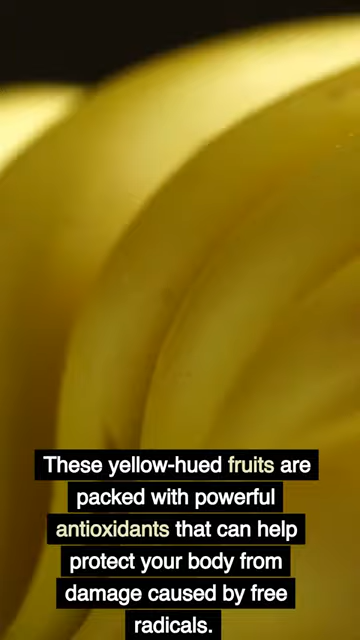 These yellow-hued fruits are
packed with powerful
antioxidants that can help
protect your body from
damage caused by free
radicals.